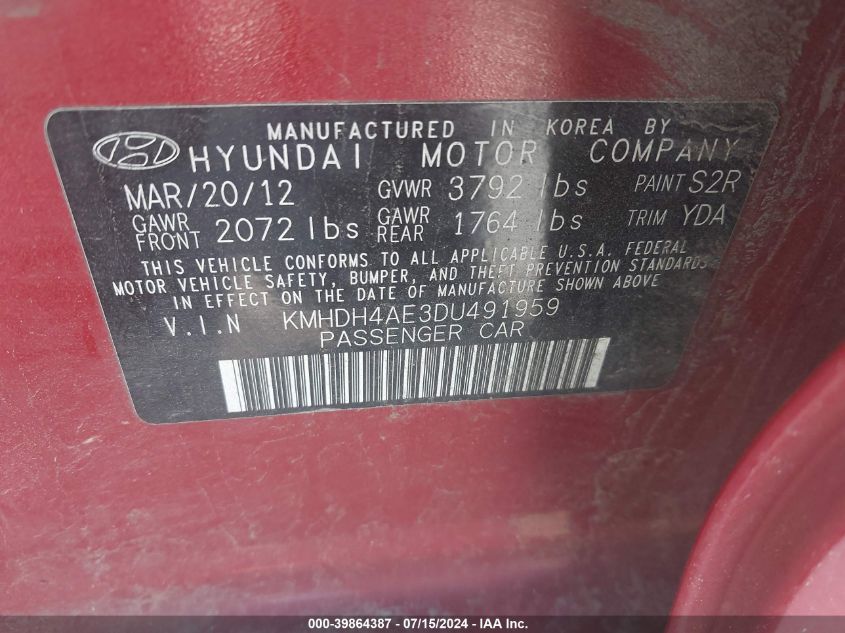 MANUFACTURED IN KOREA BY
HYUNDAI MOTOR COMPANY
MAR/20/12 GVWR 3792 lbs PAINT S2R
GAWR FRONT 2072 lbs GAWR REAR 1764 lbs TRIM YDA
THIS VEHICLE CONFORMS TO ALL APPLICABLE U.S.A. FEDERAL
MOTOR VEHICLE SAFETY, BUMPER, AND THEFT PREVENTION STANDARDS
IN EFFECT ON THE DATE OF MANUFACTURE SHOWN ABOVE
V.I.N KMHDH4AE3DU491959
PASSENGER CAR
000-39864387 - 07/15/2024 - IAA Inc.